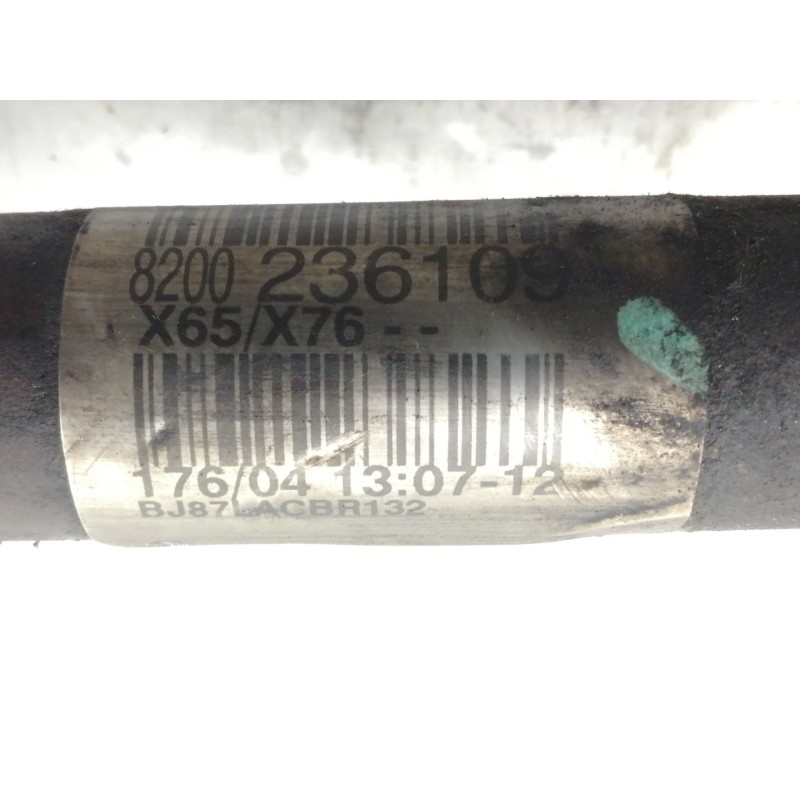 8200 236109
X65/X76 - -
176/04 13:07-12
BJ87LACBR132